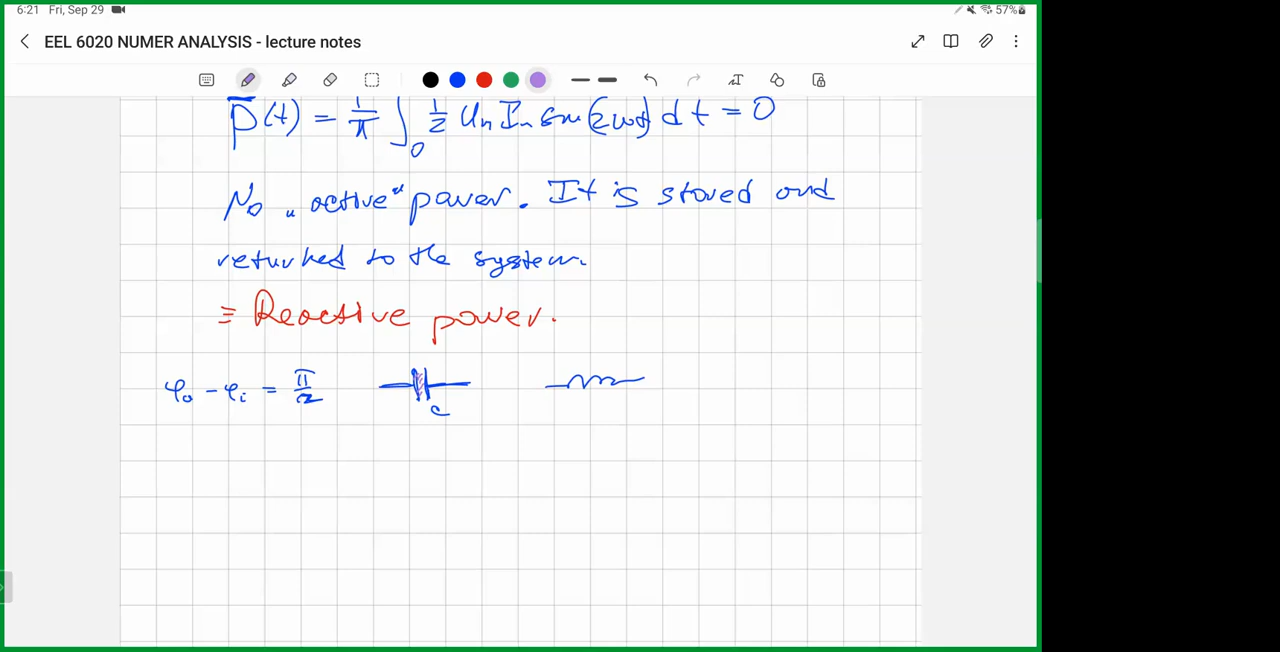 6:21 Fri, Sep 29 57%
EEL 6020 NUMER ANALYSIS - lecture notes
P̅(t) = 1/π ∫₀ 1/2 Um Im sin(2ωt) dt = 0
No "active" power. It is stored and
returned to the system.
≡ Reactive power.
φᵤ - φᵢ = π/2 C